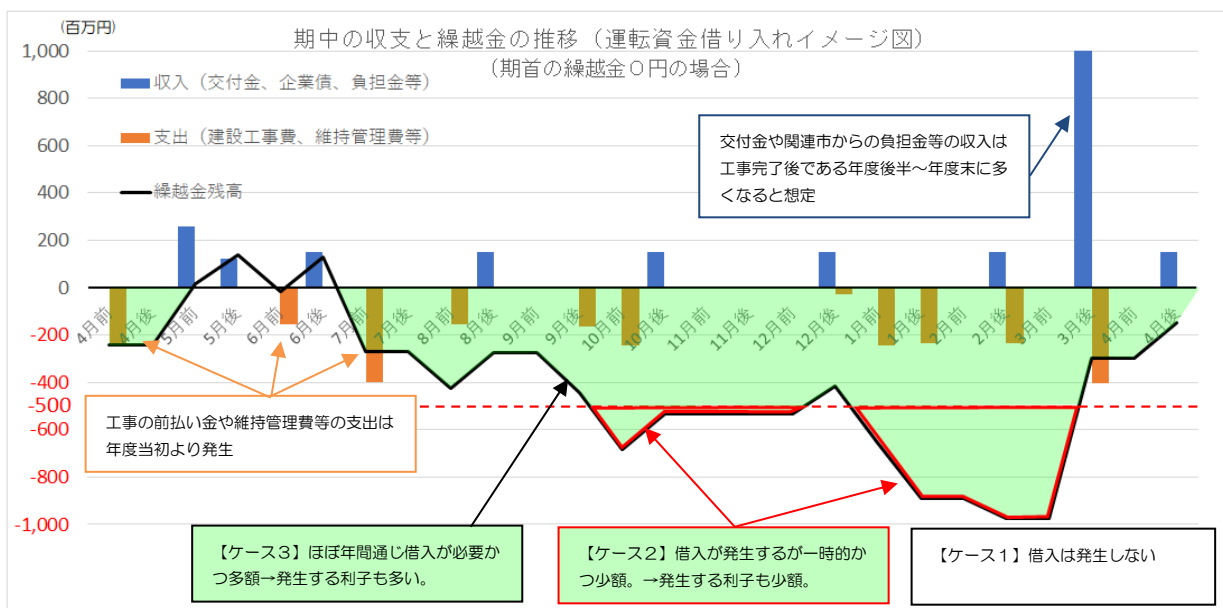 (百万円)
期中の収支と繰越金の推移（運転資金借り入れイメージ図）
（期首の繰越金０円の場合）
1,000
800
600
400
200
0
-200
-400
-500
-600
-800
-1,000
収入（交付金、企業債、負担金等）
支出（建設工事費、維持管理費等）
繰越金残高
交付金や関連市からの負担金等の収入は
工事完了後である年度後半～年度末に多
くなると想定
4月前
4月後
5月前
5月後
6月前
6月後
7月前
7月後
8月前
8月後
9月前
9月後
10月前
10月後
11月前
11月後
12月前
12月後
1月前
1月後
2月前
2月後
3月前
3月後
4月前
4月後
工事の前払い金や維持管理費等の支出は
年度当初より発生
【ケース３】ほぼ年間通じ借入が必要か
つ多額→発生する利子も多い。
【ケース２】借入が発生するが一時的か
つ少額。→発生する利子も少額。
【ケース１】借入は発生しない